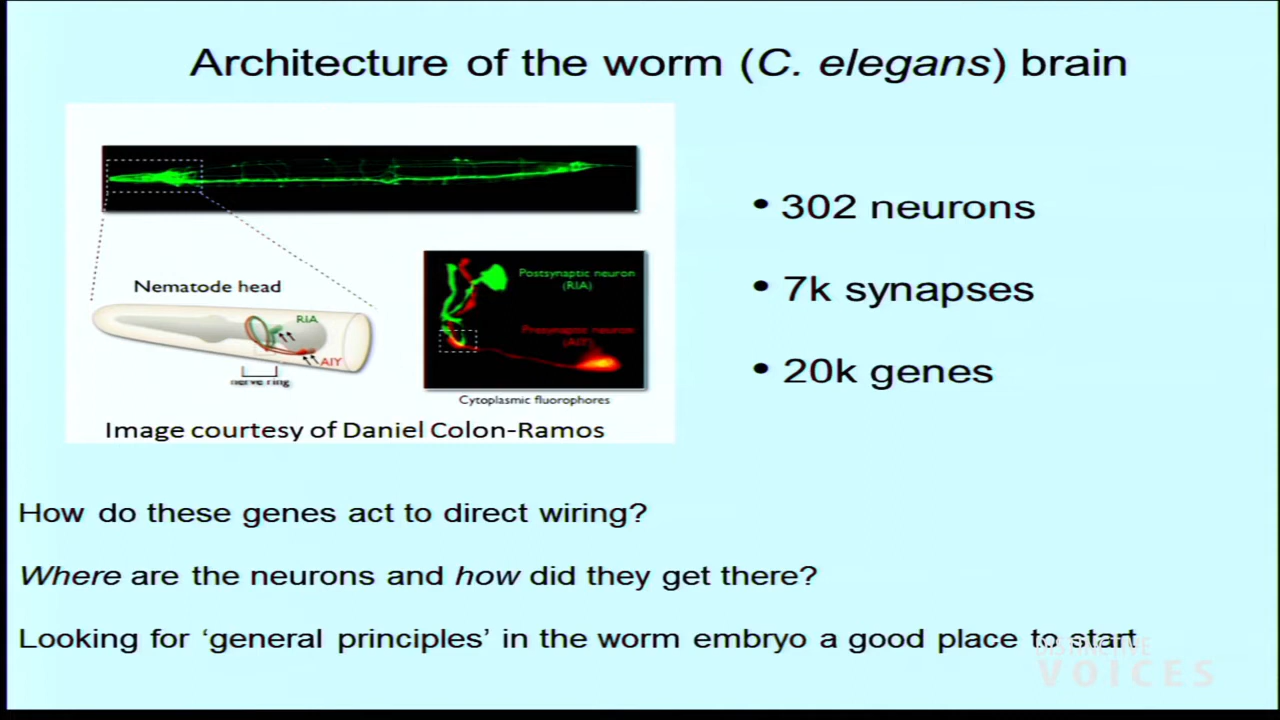 Architecture of the worm (C. elegans) brain
Nematode head
RIA
AIY
nerve ring
Postsynaptic neuron
(RIA)
Presynaptic neuron
(AIY)
Cytoplasmic fluorophores
Image courtesy of Daniel Colon-Ramos
• 302 neurons
• 7k synapses
• 20k genes
How do these genes act to direct wiring?
Where are the neurons and how did they get there?
Looking for ‘general principles’ in the worm embryo a good place to start
DISTINCTIVE
VOICES